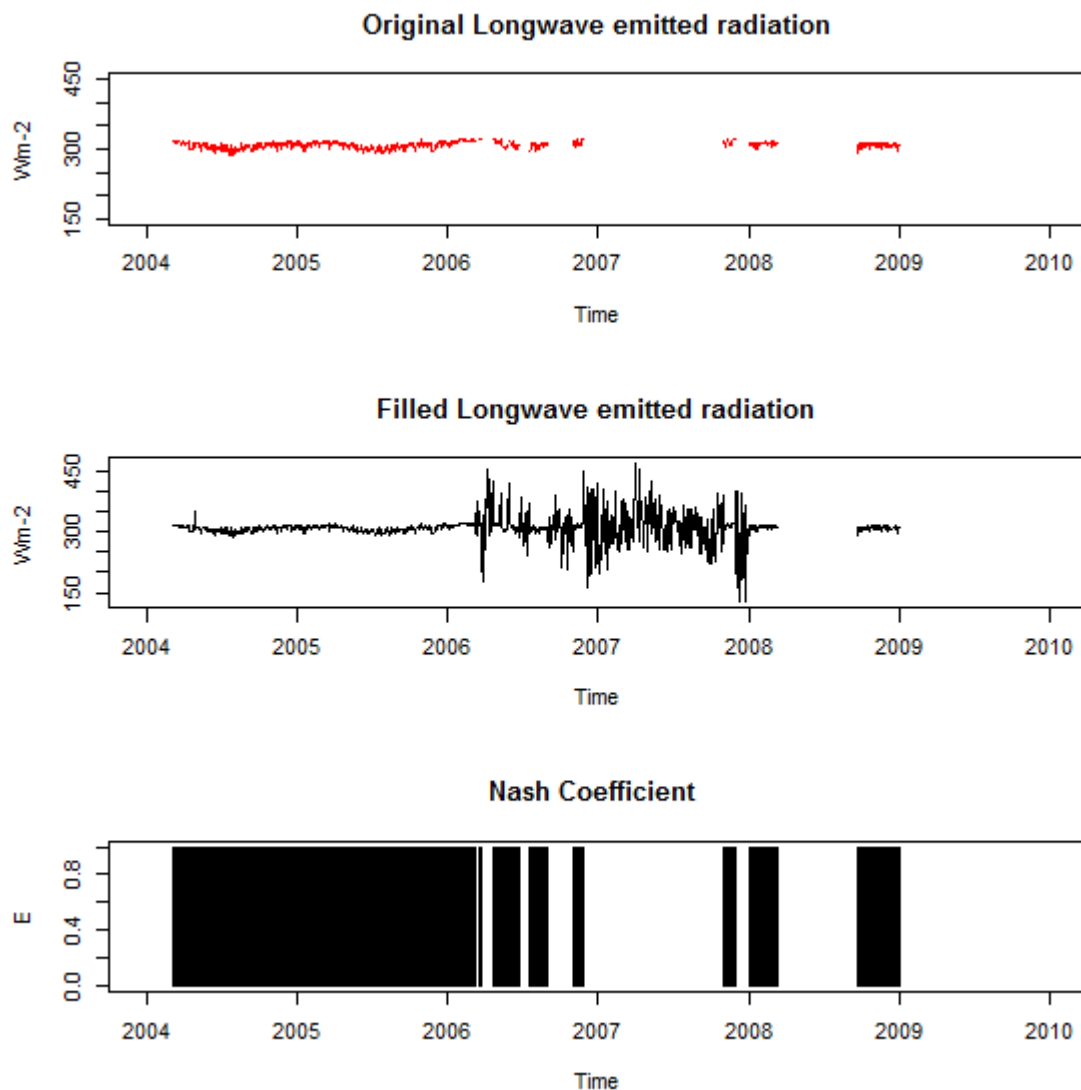 Original Longwave emitted radiation
Wm-2
450
300
150
2004 2005 2006 2007 2008 2009 2010
Time
Filled Longwave emitted radiation
Wm-2
450
300
150
2004 2005 2006 2007 2008 2009 2010
Time
Nash Coefficient
E
0.8
0.4
0.0
2004 2005 2006 2007 2008 2009 2010
Time